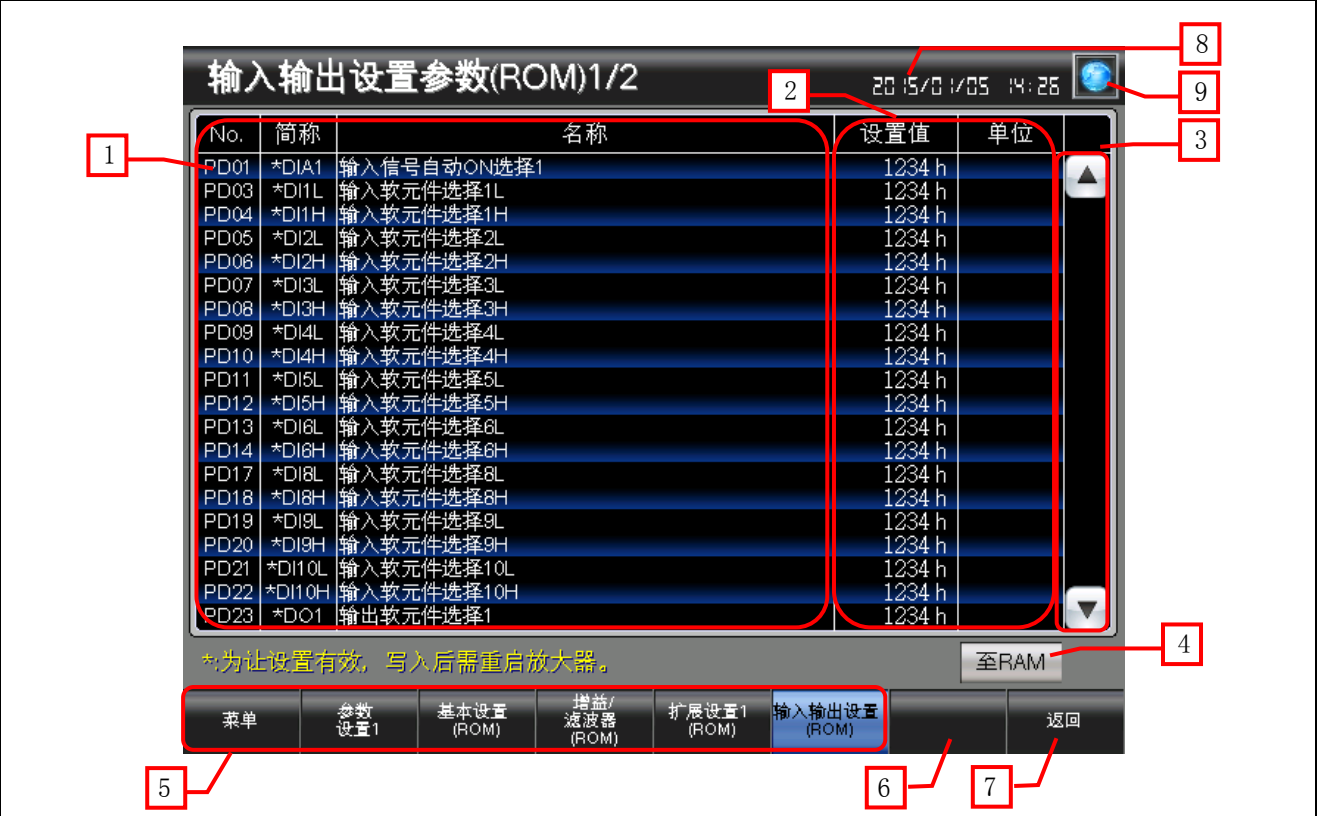 8
输入输出设置参数(ROM)1/2
2
2015/01/05 14:26
9
No. 简称 名称 设置值 单位
3
1
PD01 *DIA1 输入信号自动ON选择1 1234 h
PD03 *DI1L 输入软元件选择1L 1234 h
PD04 *DI1H 输入软元件选择1H 1234 h
PD05 *DI2L 输入软元件选择2L 1234 h
PD06 *DI2H 输入软元件选择2H 1234 h
PD07 *DI3L 输入软元件选择3L 1234 h
PD08 *DI3H 输入软元件选择3H 1234 h
PD09 *DI4L 输入软元件选择4L 1234 h
PD10 *DI4H 输入软元件选择4H 1234 h
PD11 *DI5L 输入软元件选择5L 1234 h
PD12 *DI5H 输入软元件选择5H 1234 h
PD13 *DI6L 输入软元件选择6L 1234 h
PD14 *DI6H 输入软元件选择6H 1234 h
PD17 *DI8L 输入软元件选择8L 1234 h
PD18 *DI8H 输入软元件选择8H 1234 h
PD19 *DI9L 输入软元件选择9L 1234 h
PD20 *DI9H 输入软元件选择9H 1234 h
PD21 *DI10L 输入软元件选择10L 1234 h
PD22 *DI10H 输入软元件选择10H 1234 h
PD23 *DO1 输出软元件选择1 1234 h
*:为让设置有效，写入后需重启放大器。
至RAM
4
菜单
参数
设置1
基本设置
(ROM)
增益/
滤波器
(ROM)
扩展设置1
(ROM)
输入输出设置
(ROM)
返回
5
6
7